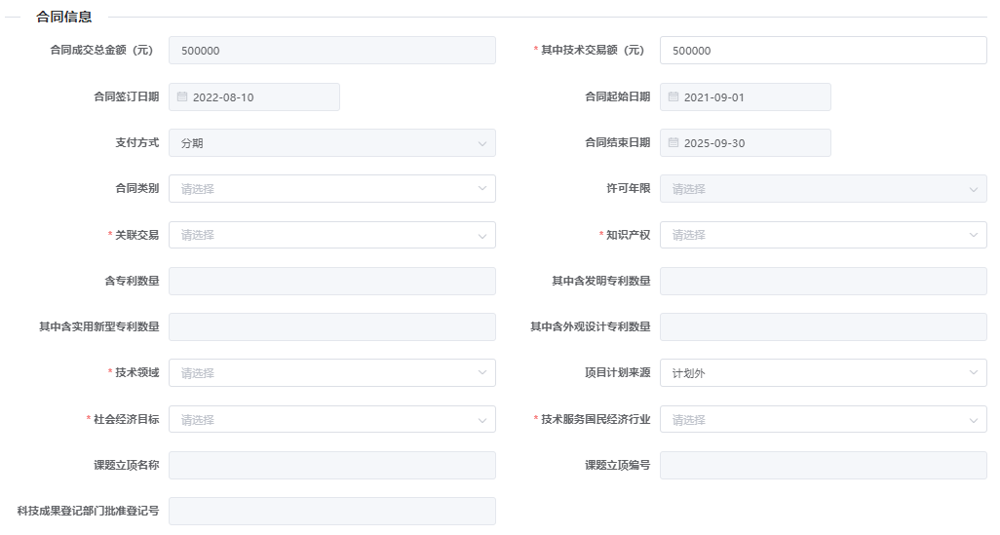 合同信息
合同成交总金额（元） 500000 * 其中技术交易额（元） 500000
合同签订日期 2022-08-10 合同起始日期 2021-09-01
支付方式 分期 合同结束日期 2025-09-30
合同类别 请选择 许可年限 请选择
* 关联交易 请选择 * 知识产权 请选择
含专利数量 其中含发明专利数量
其中含实用新型专利数量 其中含外观设计专利数量
* 技术领域 请选择 项目计划来源 计划外
* 社会经济目标 请选择 * 技术服务国民经济行业 请选择
课题立顶名称 课题立顶编号
科技成果登记部门批准登记号